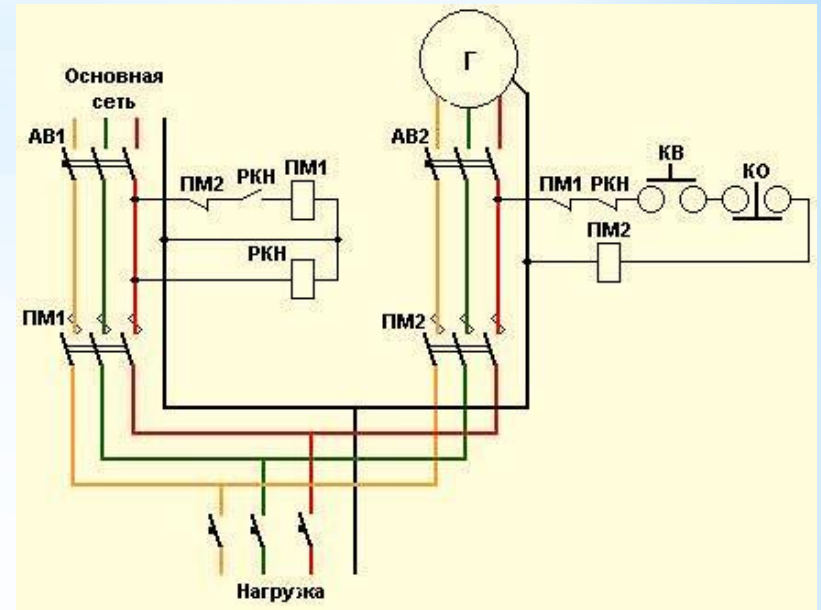 Г
Основная
сеть
АВ1
АВ2
КВ
КО
ПМ2 РКН ПМ1
ПМ1 РКН
ПМ2
РКН
ПМ1
ПМ2
Нагрузка